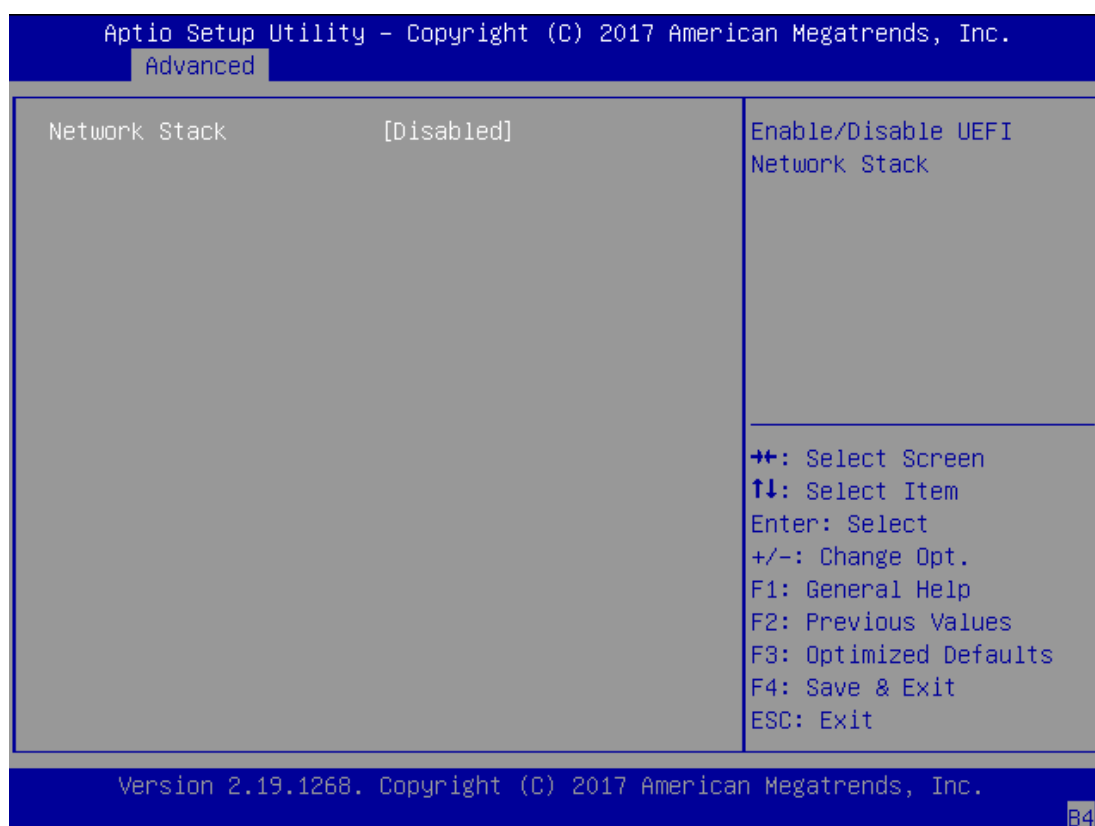 Aptio Setup Utility – Copyright (C) 2017 American Megatrends, Inc.
Advanced
Network Stack [Disabled]
Enable/Disable UEFI
Network Stack
→←: Select Screen
↑↓: Select Item
Enter: Select
+/-: Change Opt.
F1: General Help
F2: Previous Values
F3: Optimized Defaults
F4: Save & Exit
ESC: Exit
Version 2.19.1268. Copyright (C) 2017 American Megatrends, Inc.
B4